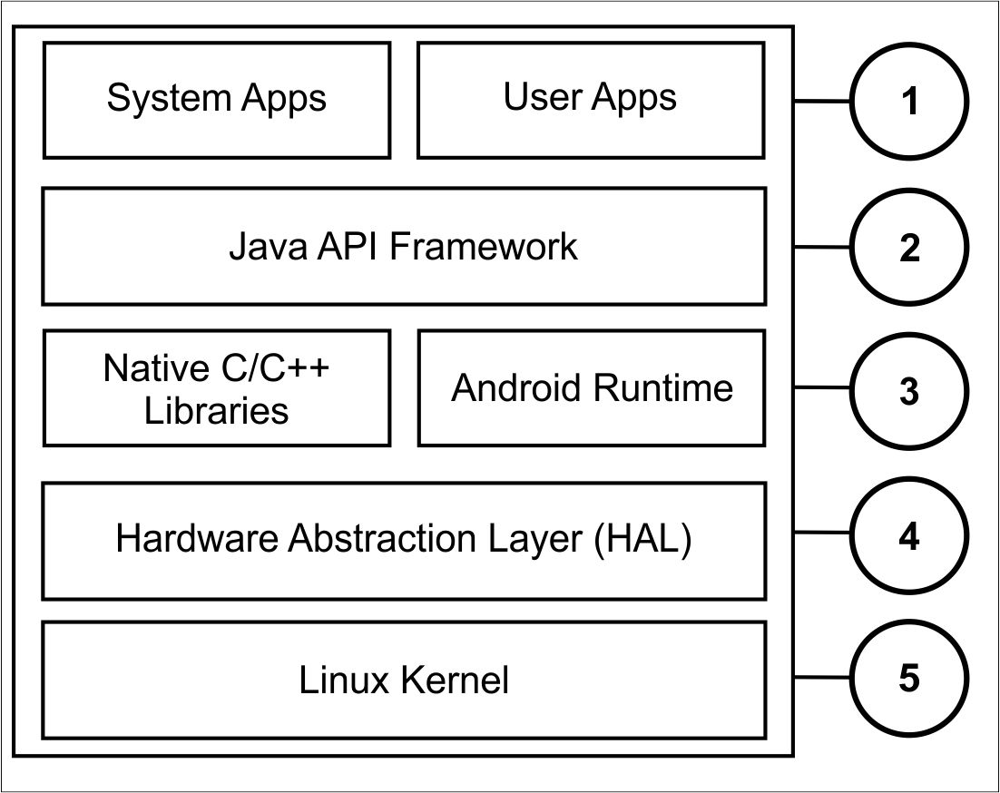 System Apps
User Apps
1
Java API Framework
2
Native C/C++
Libraries
Android Runtime
3
Hardware Abstraction Layer (HAL)
4
Linux Kernel
5